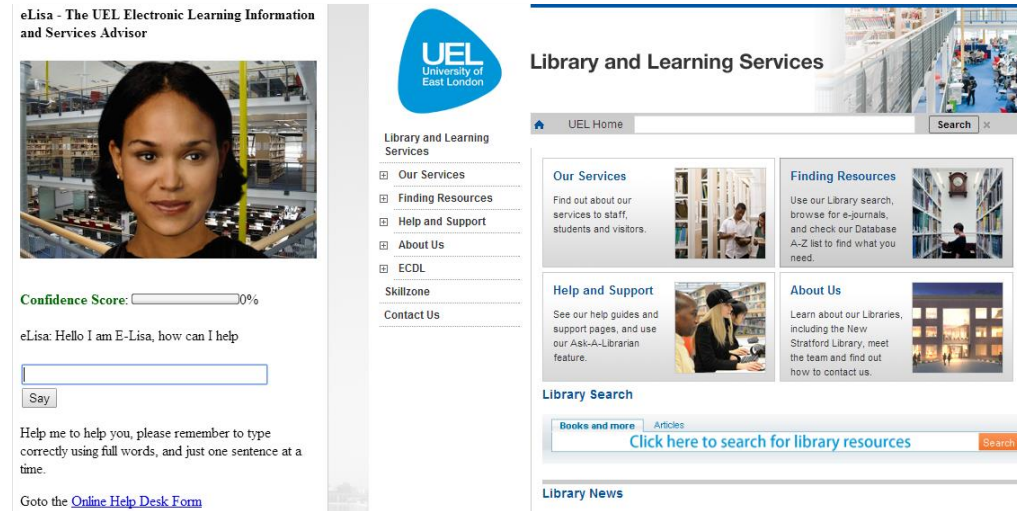 eLisa - The UEL Electronic Learning Information
and Services Advisor
Confidence Score: 0%
eLisa: Hello I am E-Lisa, how can I help
Say
Help me to help you, please remember to type
correctly using full words, and just one sentence at a
time.
Goto the Online Help Desk Form
UEL
University of
East London
Library and Learning
Services
Our Services
Finding Resources
Help and Support
About Us
ECDL
Skillzone
Contact Us
Library and Learning Services
UEL Home
Search
Our Services
Find out about our
services to staff,
students and visitors.
Finding Resources
Use our Library search,
browse for e-journals,
and check our Database
A-Z list to find what you
need.
Help and Support
See our help guides and
support pages, and use
our Ask-A-Librarian
feature.
About Us
Learn about our Libraries,
including the New
Stratford Library, meet
the team and find out
how to contact us.
Library Search
Books and more Articles
Click here to search for library resources
Search
Library News